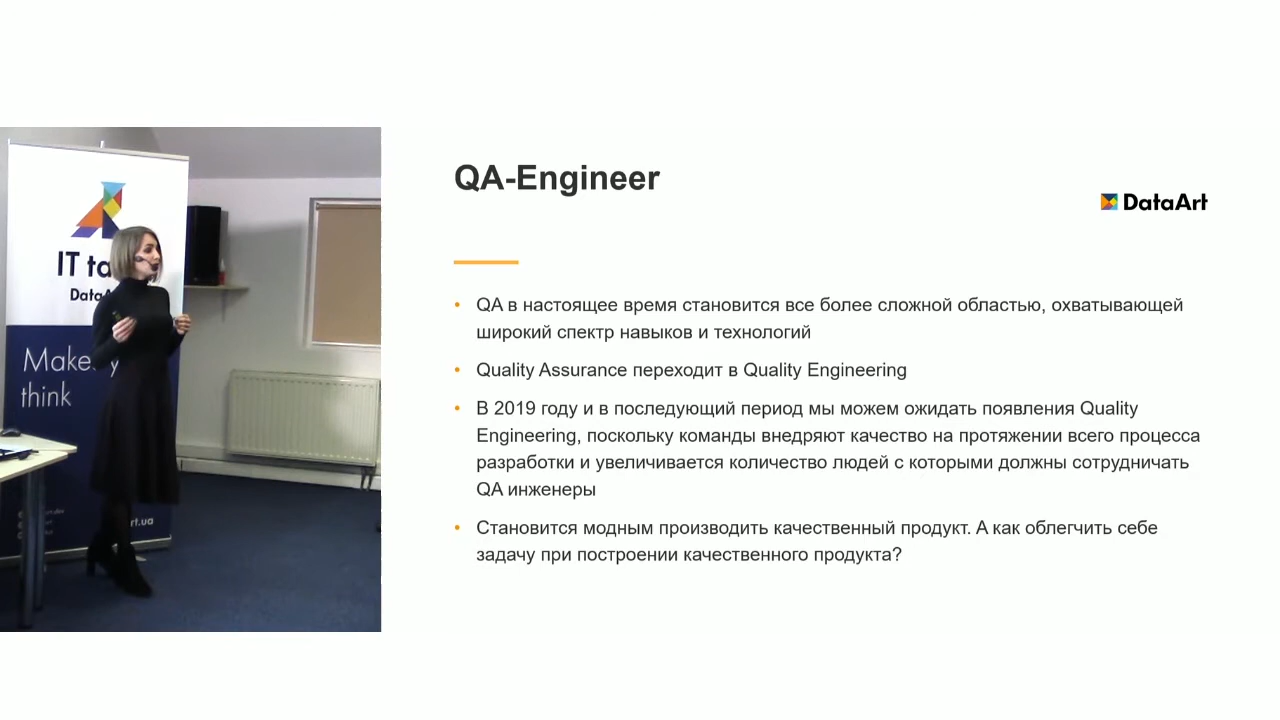 IT ta
DataA
Makes y
think
rt.ua
QA-Engineer
DataArt
• QA в настоящее время становится все более сложной областью, охватывающей
широкий спектр навыков и технологий
• Quality Assurance переходит в Quality Engineering
• В 2019 году и в последующий период мы можем ожидать появления Quality
Engineering, поскольку команды внедряют качество на протяжении всего процесса
разработки и увеличивается количество людей с которыми должны сотрудничать
QA инженеры
• Становится модным производить качественный продукт. А как облегчить себе
задачу при построении качественного продукта?